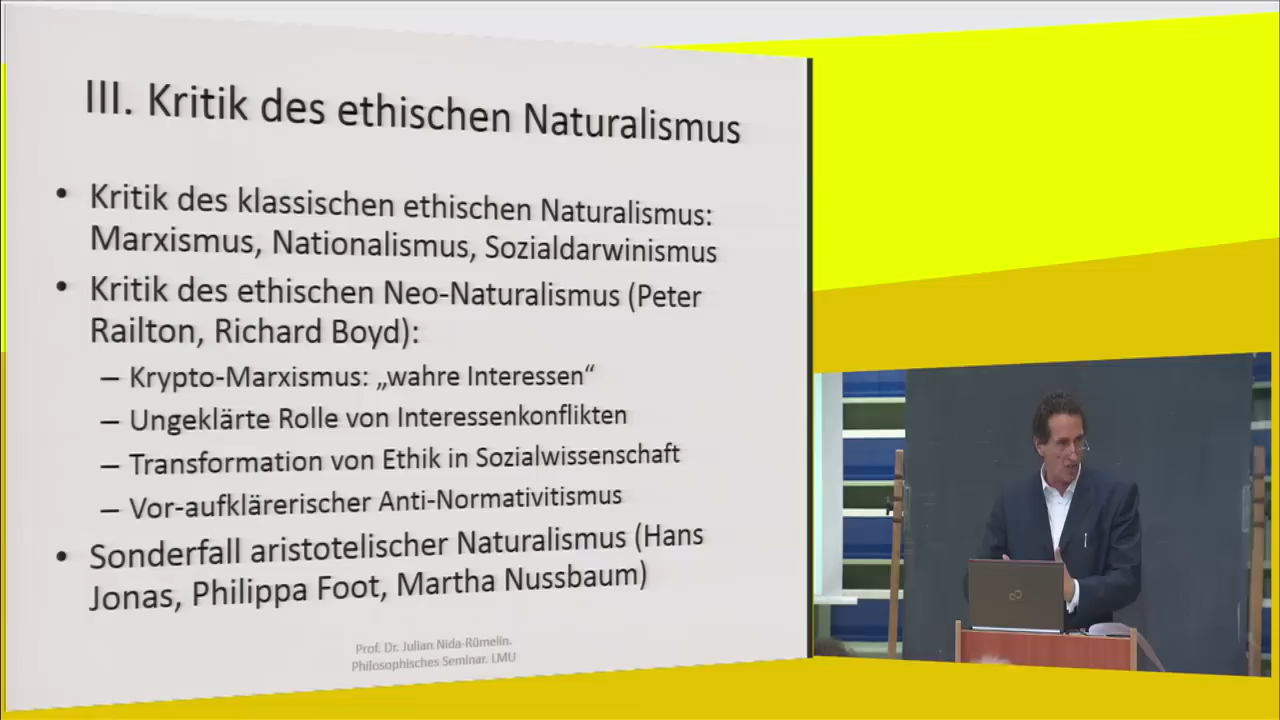 III. Kritik des ethischen Naturalismus
• Kritik des klassischen ethischen Naturalismus:
Marxismus, Nationalismus, Sozialdarwinismus
• Kritik des ethischen Neo-Naturalismus (Peter
Railton, Richard Boyd):
– Krypto-Marxismus: „wahre Interessen“
– Ungeklärte Rolle von Interessenkonflikten
– Transformation von Ethik in Sozialwissenschaft
– Vor-aufklärerischer Anti-Normativitismus
• Sonderfall aristotelischer Naturalismus (Hans
Jonas, Philippa Foot, Martha Nussbaum)
Prof. Dr. Julian Nida-Rümelin.
Philosophisches Seminar. LMU